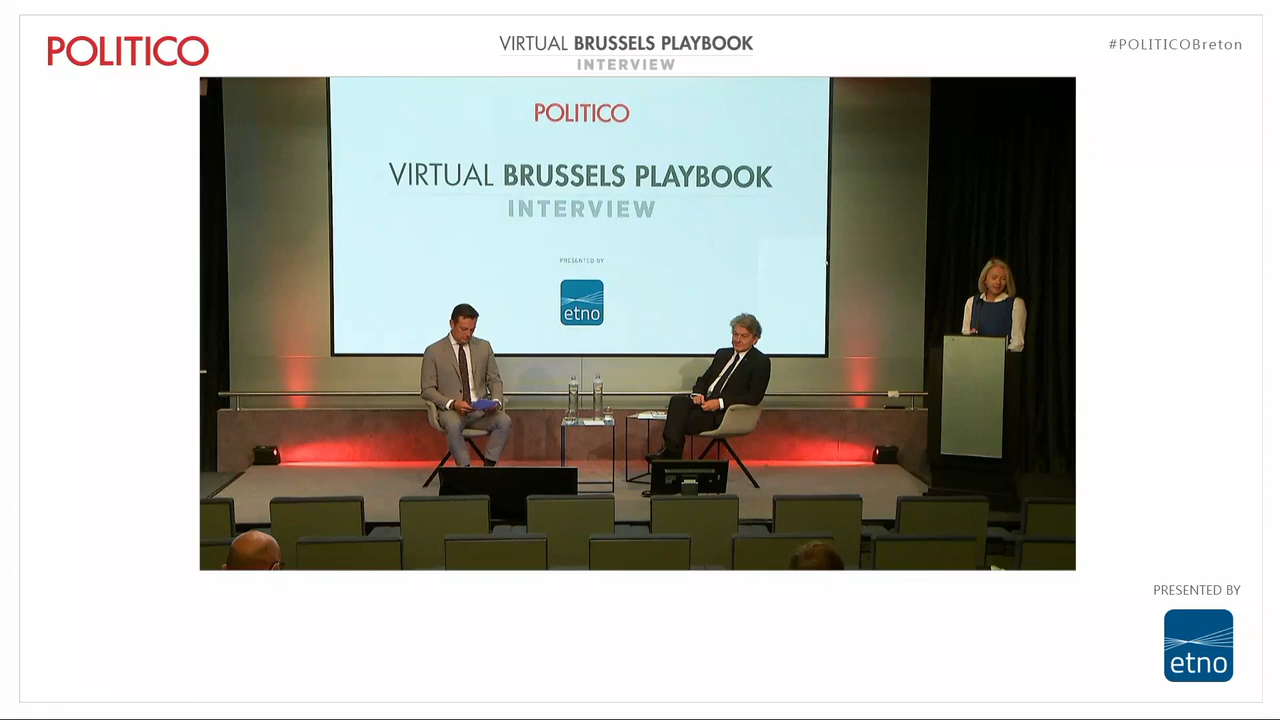 POLITICO
VIRTUAL BRUSSELS PLAYBOOK
INTERVIEW
#POLITICOBreton
POLITICO
VIRTUAL BRUSSELS PLAYBOOK
INTERVIEW
PRESENTED BY
etno
PRESENTED BY
etno